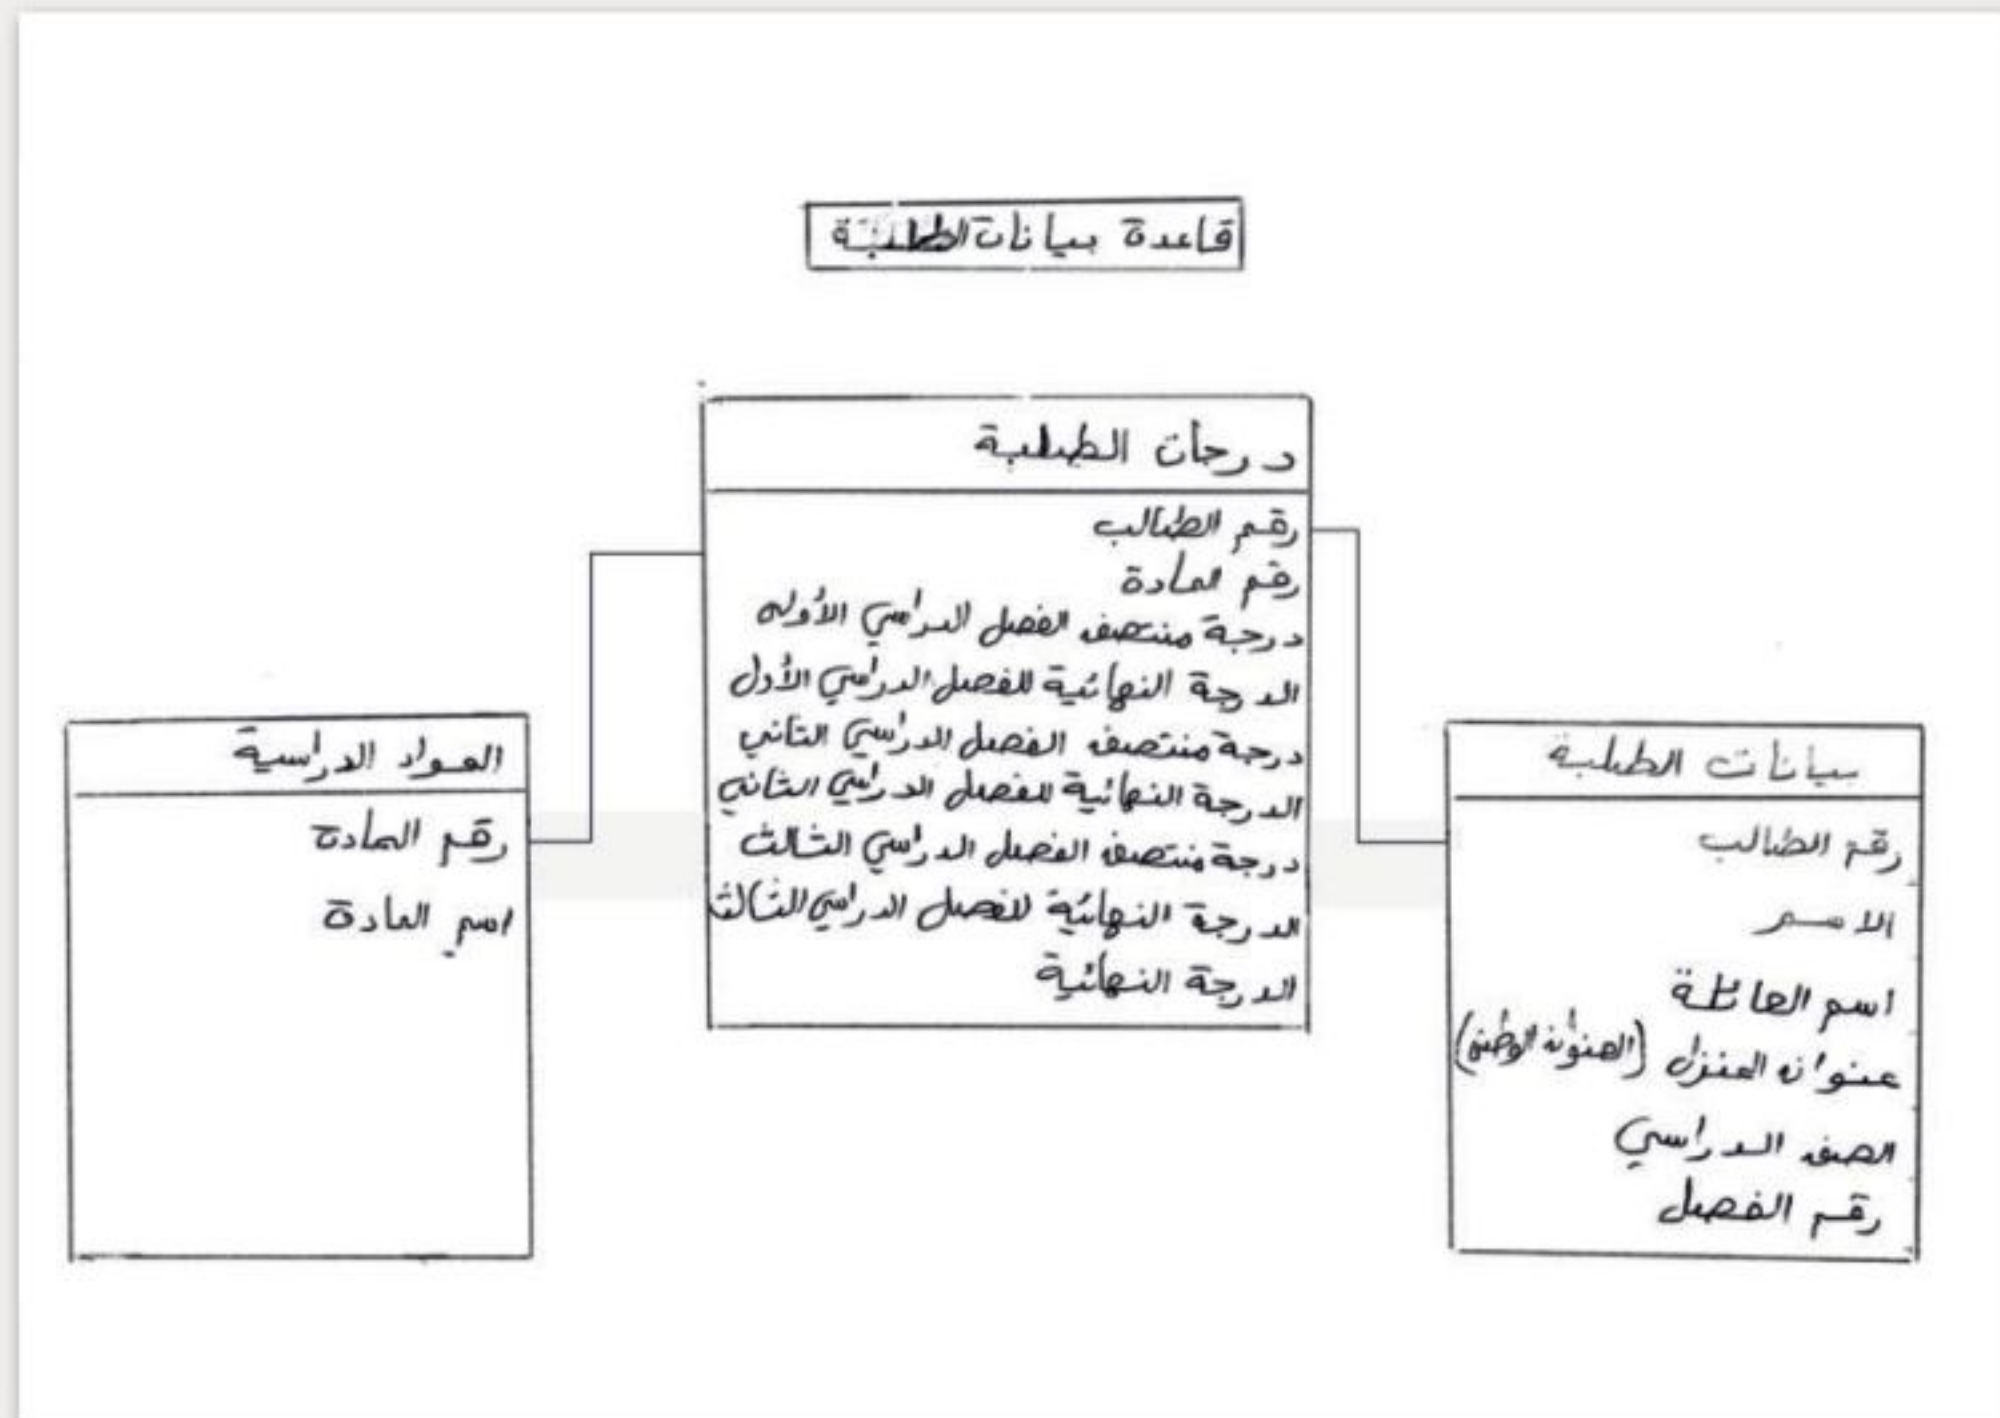 قاعدة بيانات الطلبة
درجات الطلبة
رقم الطالب
رقم المادة
درجة منتصف الفصل الدراسي الأول
الدرجة النهائية للفصل الدراسي الأول
درجة منتصف الفصل الدراسي الثاني
الدرجة النهائية للفصل الدراسي الثاني
درجة منتصف الفصل الدراسي الثالث
الدرجة النهائية للفصل الدراسي الثالث
الدرجة النهائية
بيانات الطلبة
رقم الطالب
الاسم
اسم العائلة
عنوان المنزل (العنوان الوطني)
الصف الدراسي
رقم الفصل
المواد الدراسية
رقم المادة
اسم المادة